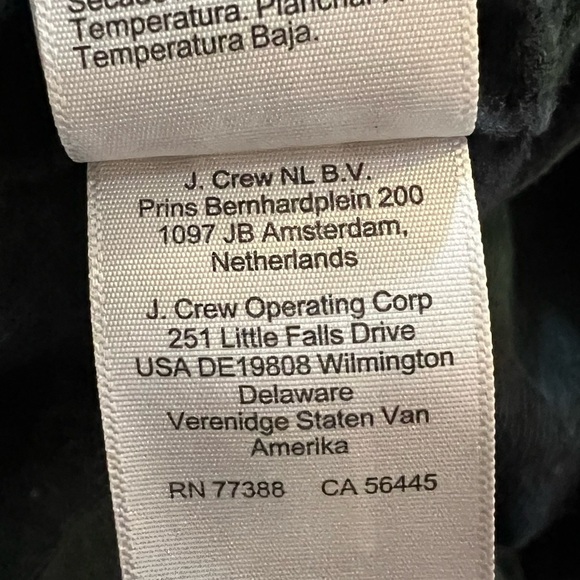 Temperatura. Planchar
Temperatura Baja.
J. Crew NL B.V.
Prins Bernhardplein 200
1097 JB Amsterdam,
Netherlands
J. Crew Operating Corp
251 Little Falls Drive
USA DE19808 Wilmington
Delaware
Verenidge Staten Van
Amerika
RN 77388 CA 56445